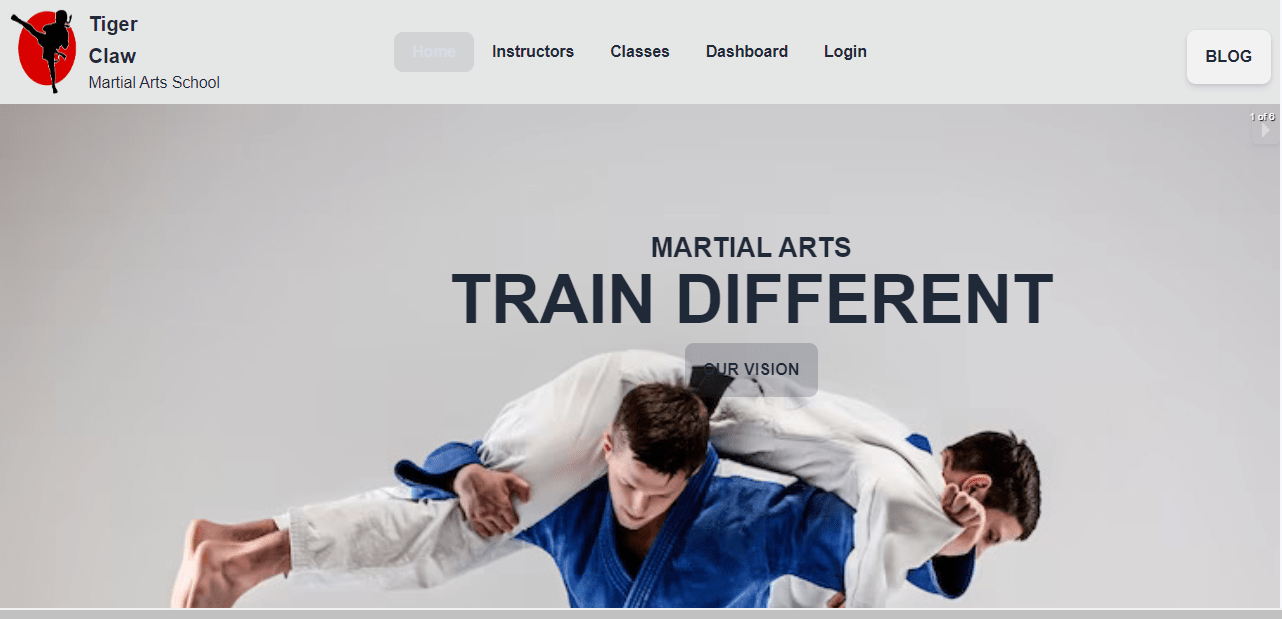 Tiger
Claw
Martial Arts School
Home Instructors Classes Dashboard Login
BLOG
1 of 6
MARTIAL ARTS
TRAIN DIFFERENT
OUR VISION